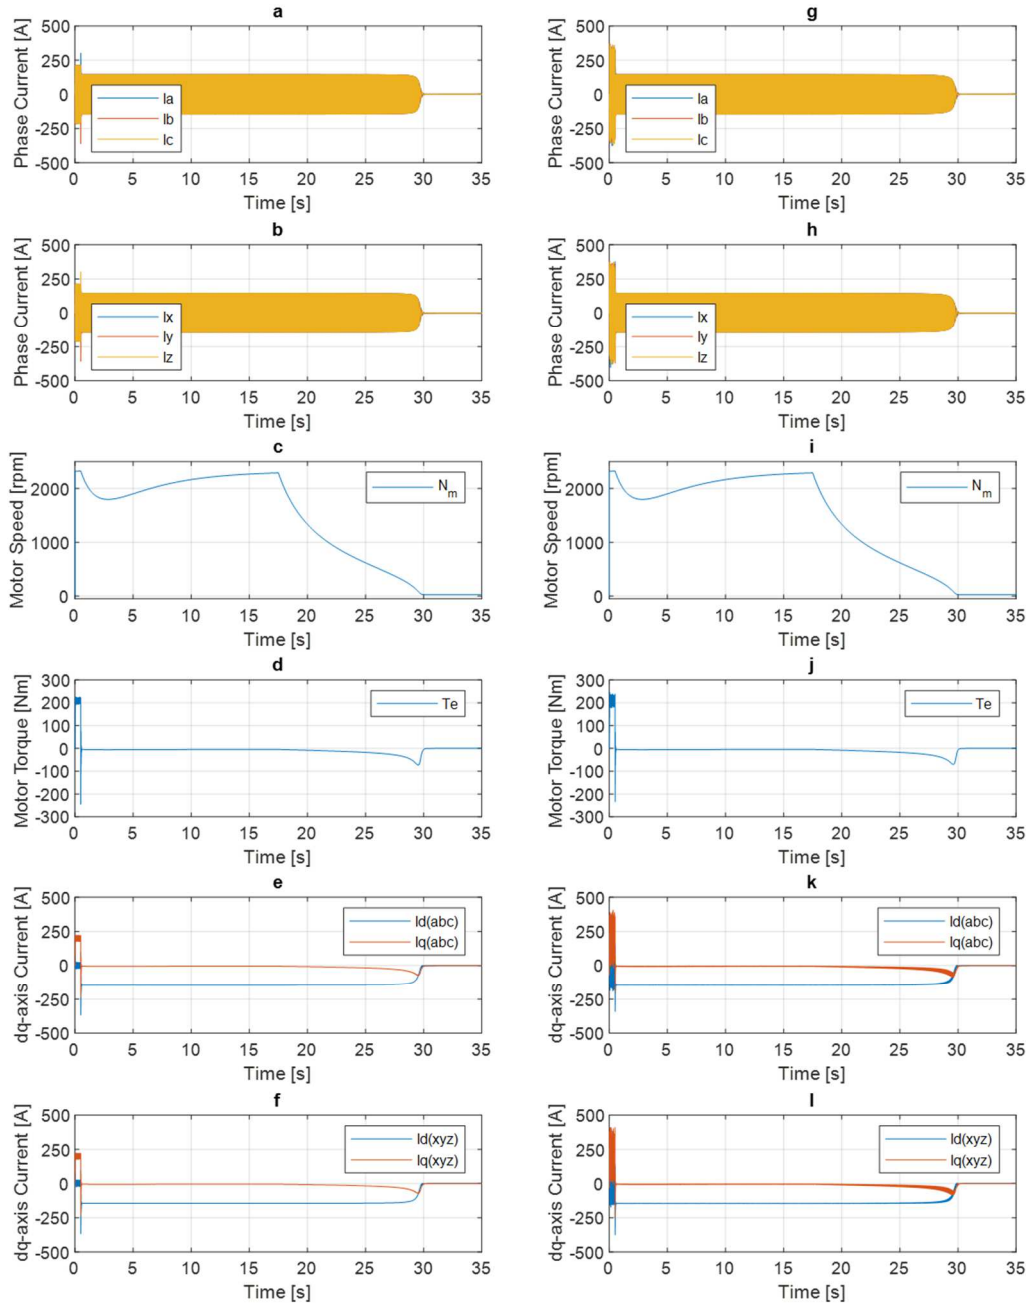 a
Phase Current [A]
500
250
0
-250
-500
Ia
Ib
Ic
0 5 10 15 20 25 30 35
Time [s]
g
Phase Current [A]
500
250
0
-250
-500
Ia
Ib
Ic
0 5 10 15 20 25 30 35
Time [s]
b
Phase Current [A]
500
250
0
-250
-500
Ix
Iy
Iz
0 5 10 15 20 25 30 35
Time [s]
h
Phase Current [A]
500
250
0
-250
-500
Ix
Iy
Iz
0 5 10 15 20 25 30 35
Time [s]
c
Motor Speed [rpm]
2000
1000
0
N_m
0 5 10 15 20 25 30 35
Time [s]
i
Motor Speed [rpm]
2000
1000
0
N_m
0 5 10 15 20 25 30 35
Time [s]
d
Motor Torque [Nm]
300
200
100
0
-100
-200
-300
Te
0 5 10 15 20 25 30 35
Time [s]
j
Motor Torque [Nm]
300
200
100
0
-100
-200
-300
Te
0 5 10 15 20 25 30 35
Time [s]
e
dq-axis Current [A]
500
250
0
-250
-500
Id(abc)
Iq(abc)
0 5 10 15 20 25 30 35
Time [s]
k
dq-axis Current [A]
500
250
0
-250
-500
Id(abc)
Iq(abc)
0 5 10 15 20 25 30 35
Time [s]
f
dq-axis Current [A]
500
250
0
-250
-500
Id(xyz)
Iq(xyz)
0 5 10 15 20 25 30 35
Time [s]
l
dq-axis Current [A]
500
250
0
-250
-500
Id(xyz)
Iq(xyz)
0 5 10 15 20 25 30 35
Time [s]